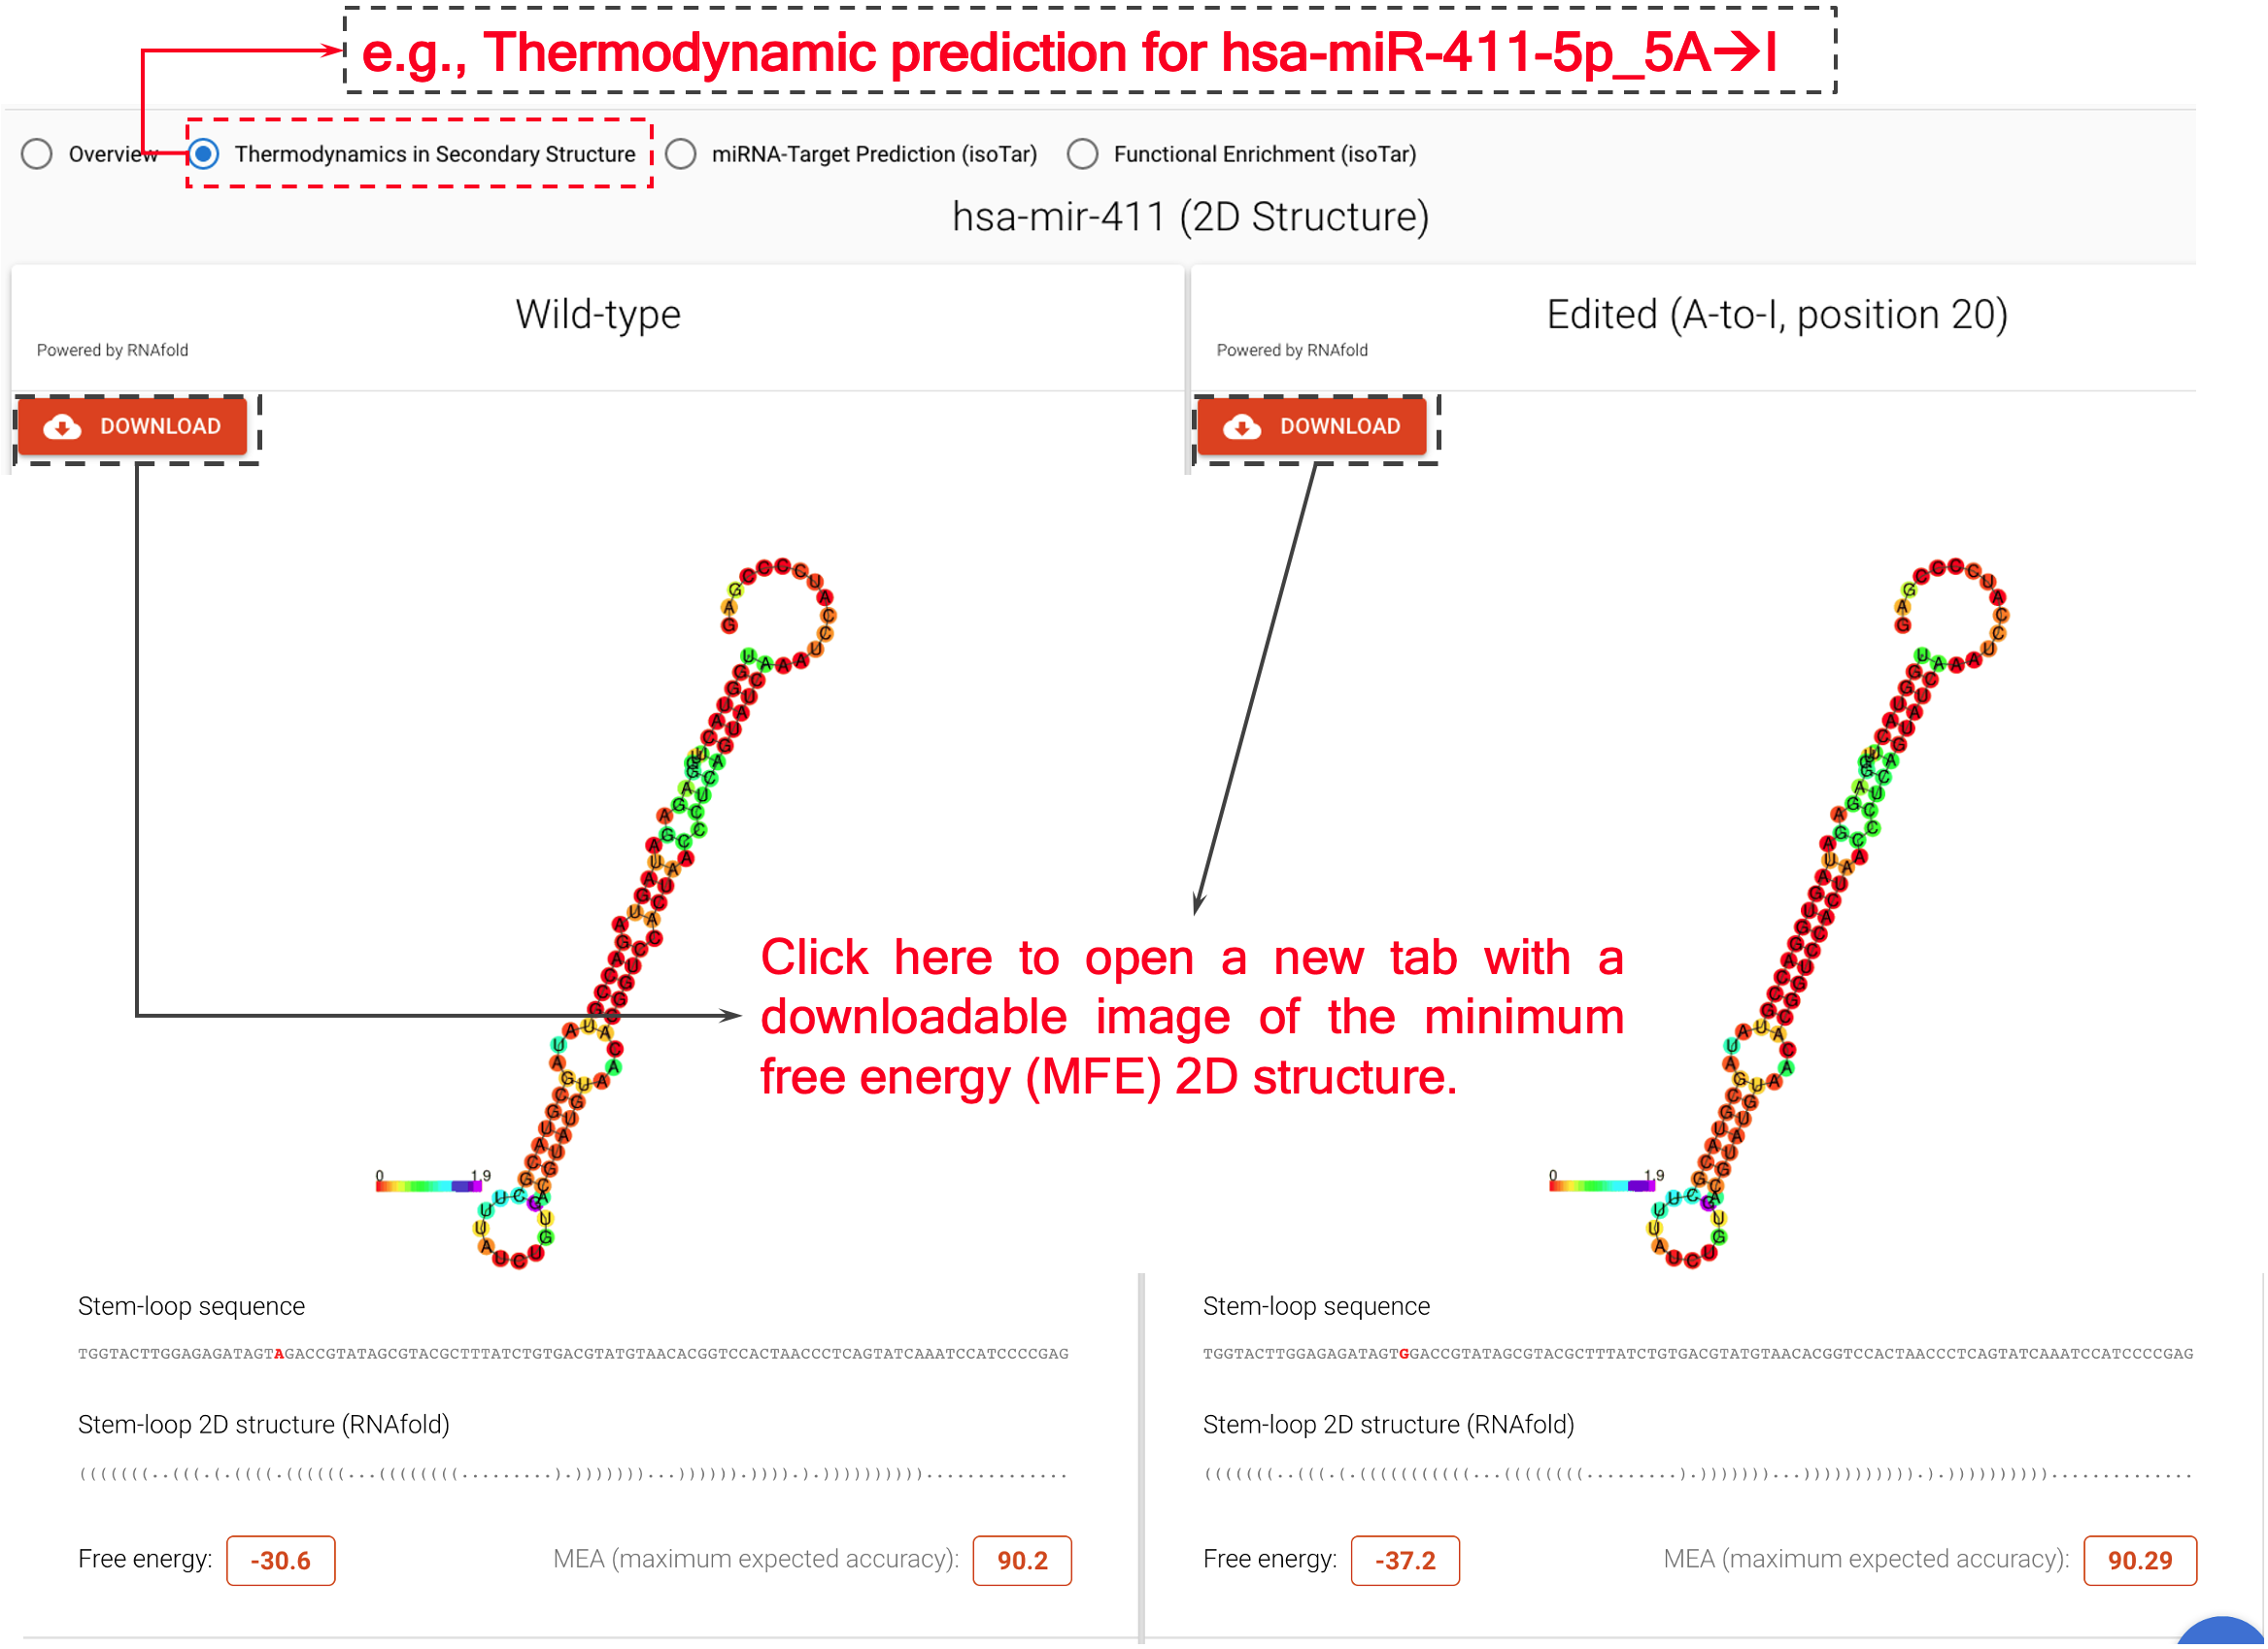 e.g., Thermodynamic prediction for hsa-miR-411-5p_5A→I
Overview Thermodynamics in Secondary Structure miRNA-Target Prediction (isoTar) Functional Enrichment (isoTar)
hsa-mir-411 (2D Structure)
Wild-type
Powered by RNAfold
DOWNLOAD
Edited (A-to-I, position 20)
Powered by RNAfold
DOWNLOAD
Click here to open a new tab with a
downloadable image of the minimum
free energy (MFE) 2D structure.
0 1.9
0 1.9
Stem-loop sequence
TGGTACTTGGAGAGATAGTAGACCGTATAGCGTACGCTTTATCTGTGACGTATGTAACACGGTCCACTAACCCTCAGTATCAAATCCATCCCCGAG
Stem-loop 2D structure (RNAfold)
(((((((..(((.(.((((.((((((...((((((((.........).)))))))...)))))).)))).).))))))))))..............
Free energy: -30.6 MEA (maximum expected accuracy): 90.2
Stem-loop sequence
TGGTACTTGGAGAGATAGTGGACCGTATAGCGTACGCTTTATCTGTGACGTATGTAACACGGTCCACTAACCCTCAGTATCAAATCCATCCCCGAG
Stem-loop 2D structure (RNAfold)
(((((((..(((.(.(((((((((((...((((((((.........).)))))))...))))))))))).).))))))))))..............
Free energy: -37.2 MEA (maximum expected accuracy): 90.29